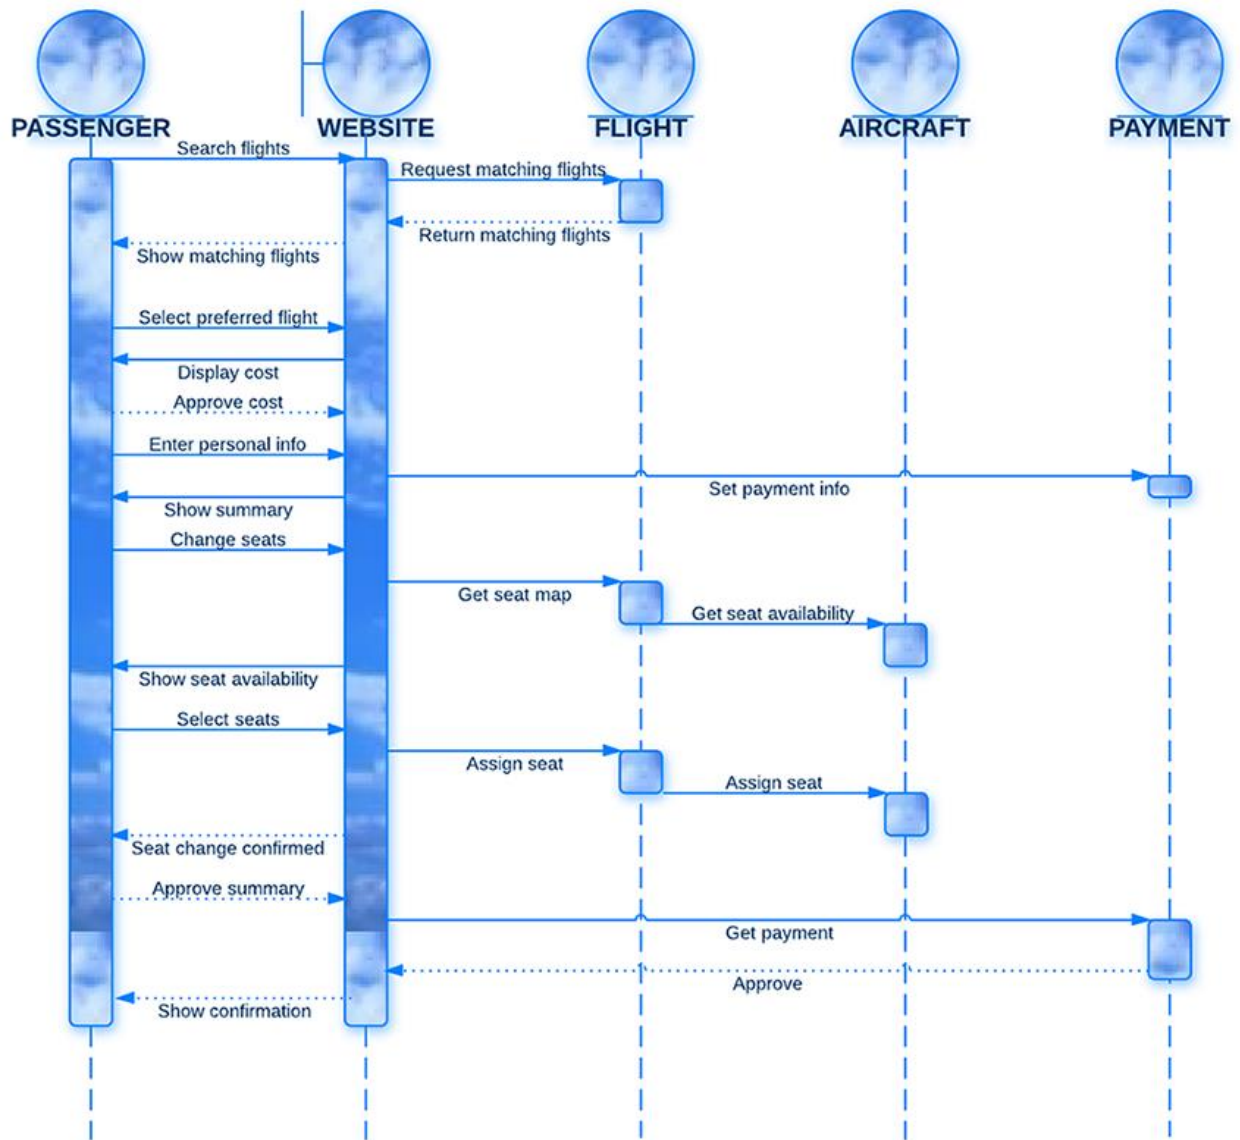 PASSENGER
WEBSITE
FLIGHT
AIRCRAFT
PAYMENT
Search flights
Request matching flights
Return matching flights
Show matching flights
Select preferred flight
Display cost
Approve cost
Enter personal info
Set payment info
Show summary
Change seats
Get seat map
Get seat availability
Show seat availability
Select seats
Assign seat
Assign seat
Seat change confirmed
Approve summary
Get payment
Approve
Show confirmation